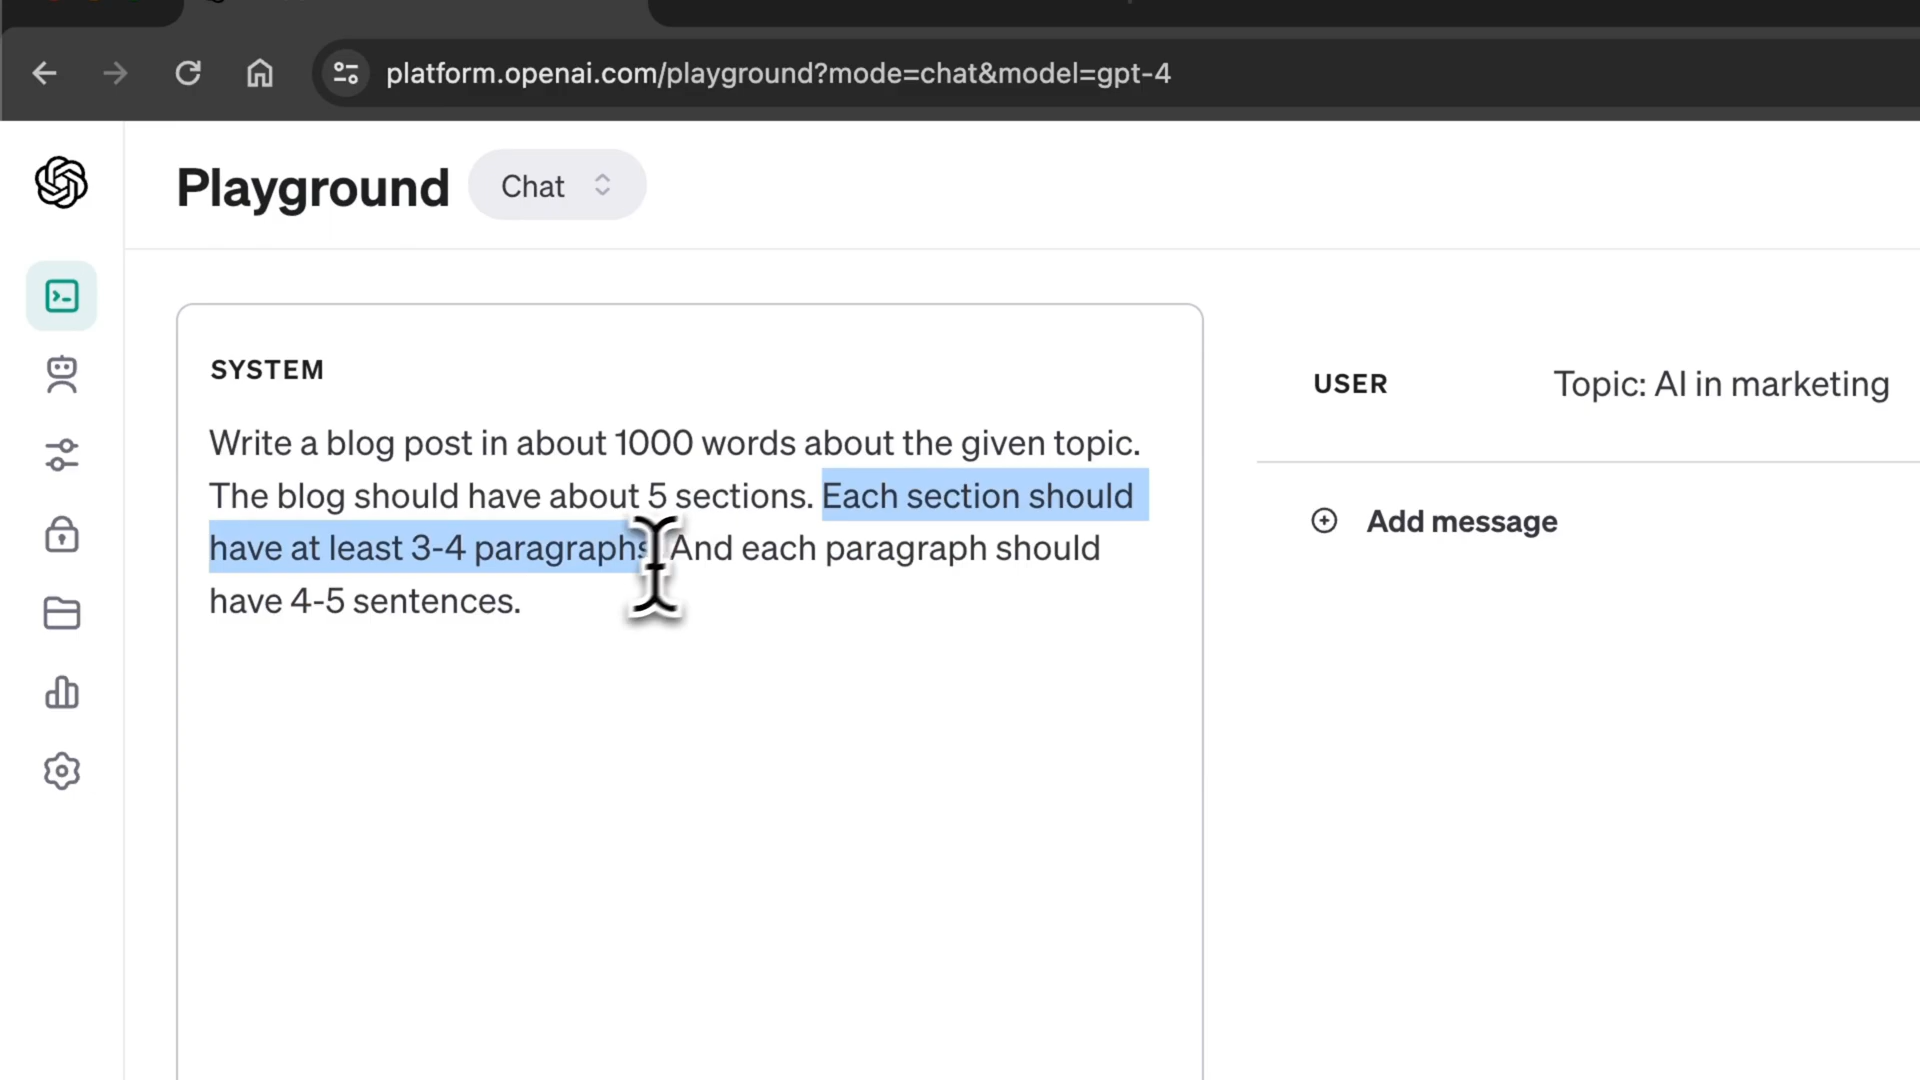 platform.openai.com/playground?mode=chat&model=gpt-4
Playground
Chat
SYSTEM
Write a blog post in about 1000 words about the given topic.
The blog should have about 5 sections. Each section should
have at least 3-4 paragraphs. And each paragraph should
have 4-5 sentences.
USER
Topic: AI in marketing
Add message